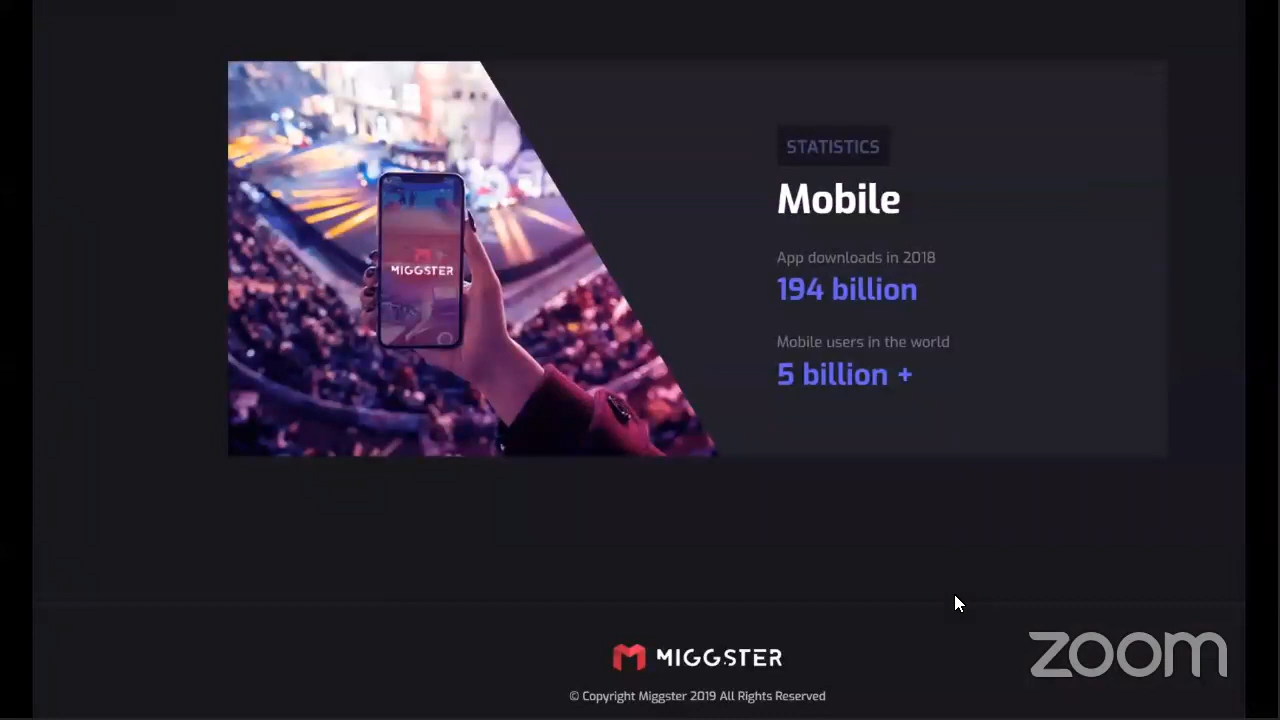 STATISTICS
Mobile
App downloads in 2018
194 billion
Mobile users in the world
5 billion +
MIGGSTER
MIGGSTER
© Copyright Miggster 2019 All Rights Reserved
zoom